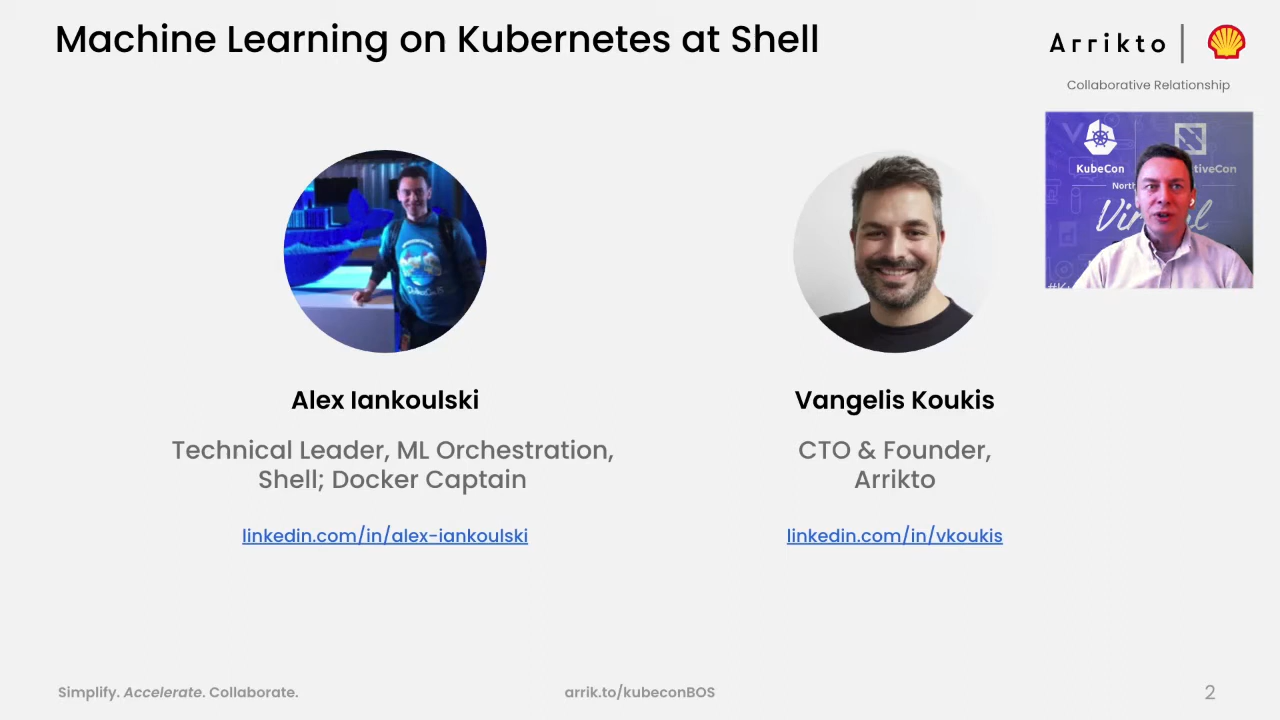 Machine Learning on Kubernetes at Shell
Arrikto
Collaborative Relationship
KubeCon
Alex Iankoulski
Vangelis Koukis
Technical Leader, ML Orchestration,
Shell; Docker Captain
CTO & Founder,
Arrikto
linkedin.com/in/alex-iankoulski
linkedin.com/in/vkoukis
Simplify. Accelerate. Collaborate.
arrik.to/kubeconBOS
2